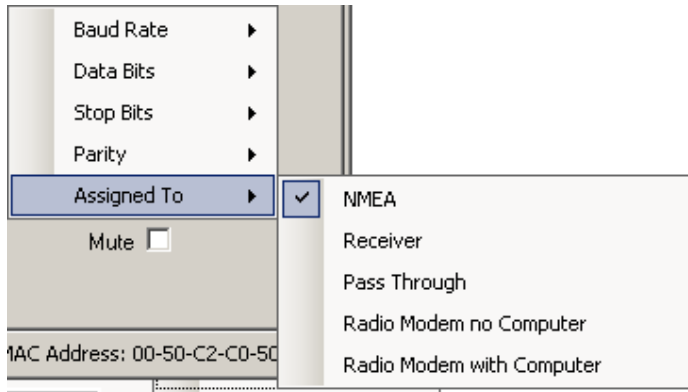 Baud Rate
Data Bits
Stop Bits
Parity
Assigned To
NMEA
Mute
Receiver
Pass Through
Radio Modem no Computer
MAC Address: 00-50-C2-C0-50
Radio Modem with Computer